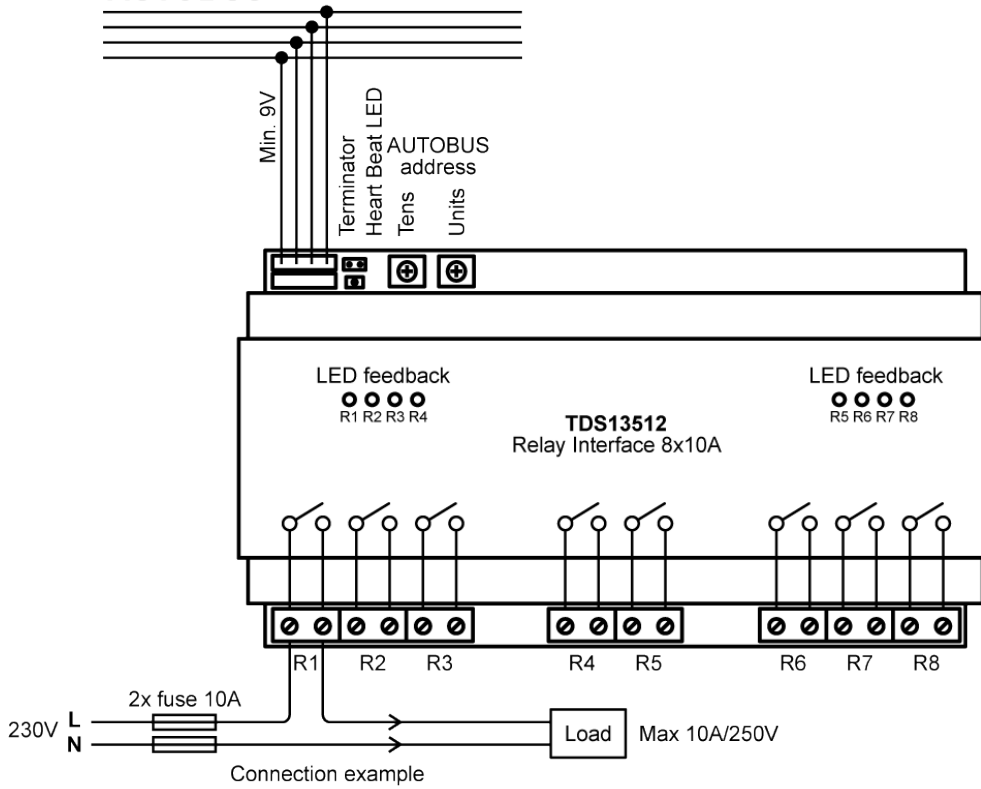 Min. 9V
Terminator
Heart Beat LED
AUTOBUS
address
Tens
Units
LED feedback
R1 R2 R3 R4
LED feedback
R5 R6 R7 R8
TDS13512
Relay Interface 8x10A
R1 R2 R3 R4 R5 R6 R7 R8
2x fuse 10A
230V L
N
Load
Max 10A/250V
Connection example